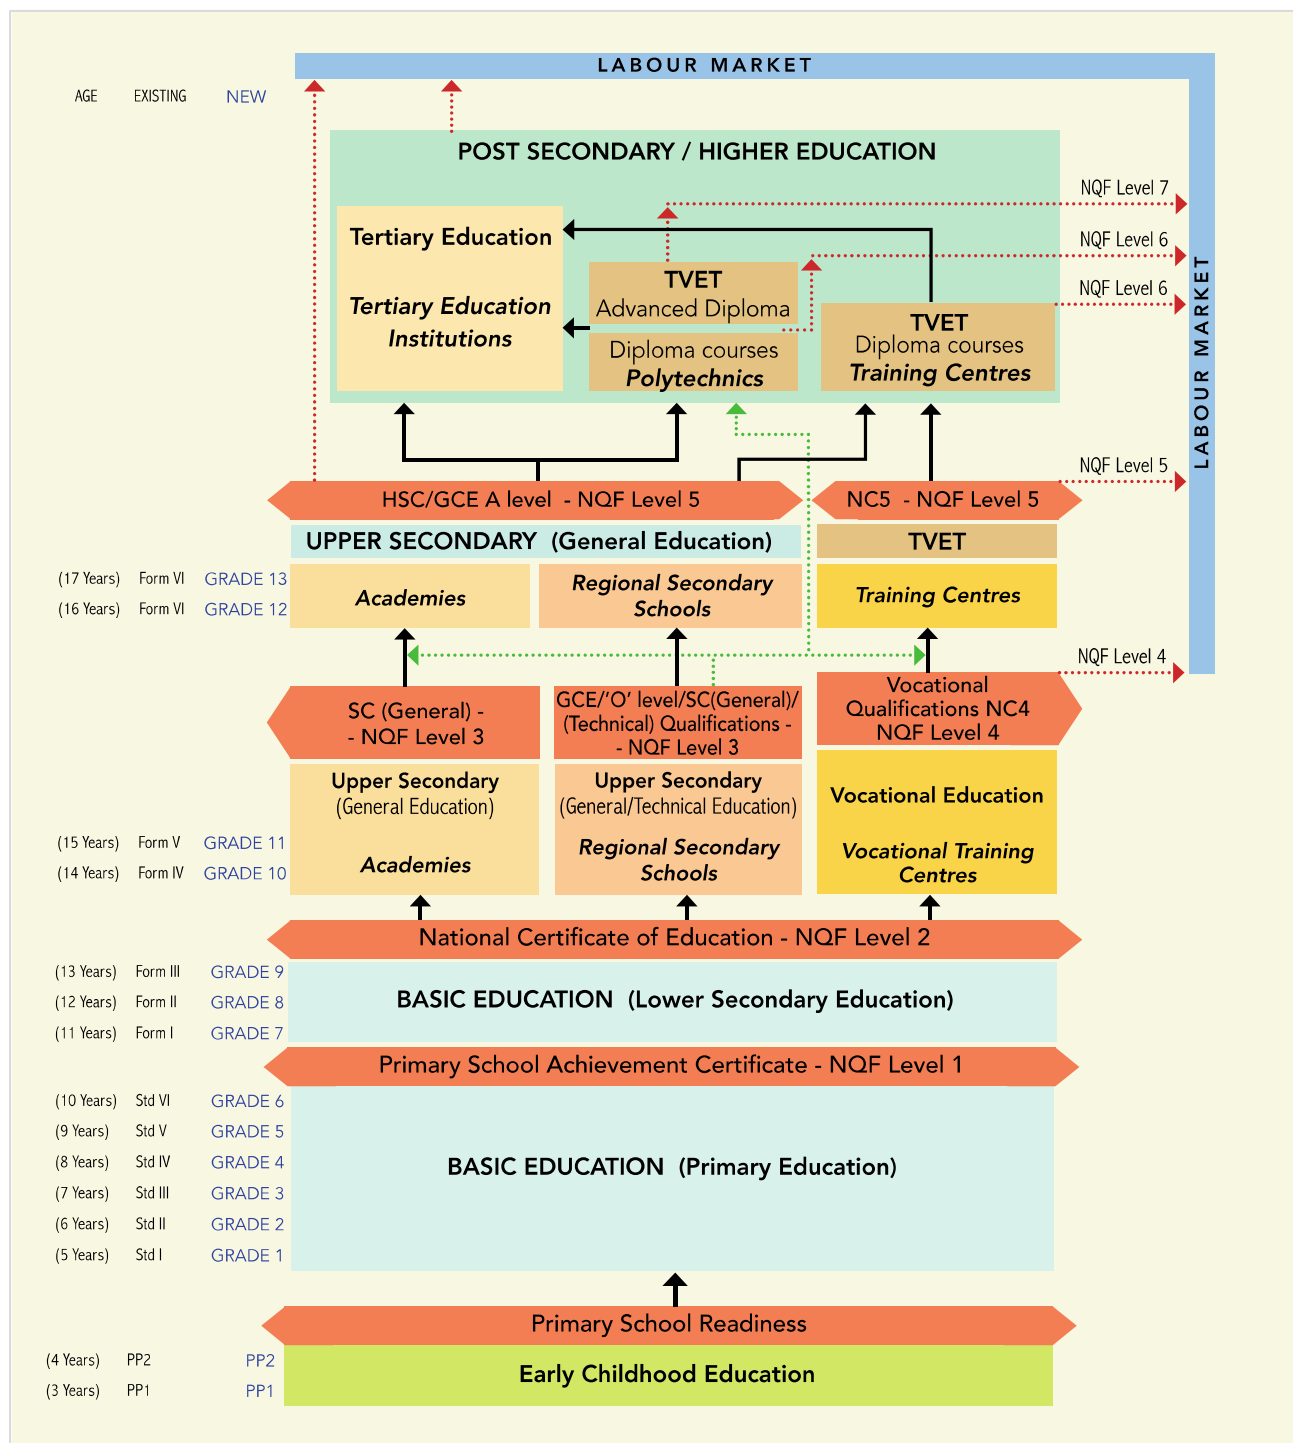 LABOUR MARKET
AGE EXISTING NEW
POST SECONDARY / HIGHER EDUCATION
NQF Level 7
Tertiary Education
NQF Level 6
Tertiary Education
Institutions
TVET
Advanced Diploma
NQF Level 6
TVET
Diploma courses
Training Centres
Diploma courses
Polytechnics
LABOUR MARKET
NQF Level 5
HSC/GCE A level - NQF Level 5
NC5 - NQF Level 5
UPPER SECONDARY (General Education)
TVET
(17 Years) Form VI GRADE 13
(16 Years) Form VI GRADE 12
Academies
Regional Secondary
Schools
Training Centres
NQF Level 4
SC (General) -
- NQF Level 3
GCE/'O' level/SC(General)/
(Technical) Qualifications -
- NQF Level 3
Vocational
Qualifications NC4
NQF Level 4
Upper Secondary
(General Education)
Academies
Upper Secondary
(General/Technical Education)
Regional Secondary
Schools
Vocational Education
Vocational Training
Centres
(15 Years) Form V GRADE 11
(14 Years) Form IV GRADE 10
National Certificate of Education - NQF Level 2
(13 Years) Form III GRADE 9
(12 Years) Form II GRADE 8
(11 Years) Form I GRADE 7
BASIC EDUCATION (Lower Secondary Education)
Primary School Achievement Certificate - NQF Level 1
(10 Years) Std VI GRADE 6
(9 Years) Std V GRADE 5
(8 Years) Std IV GRADE 4
(7 Years) Std III GRADE 3
(6 Years) Std II GRADE 2
(5 Years) Std I GRADE 1
BASIC EDUCATION (Primary Education)
Primary School Readiness
(4 Years) PP2 PP2
(3 Years) PP1 PP1
Early Childhood Education